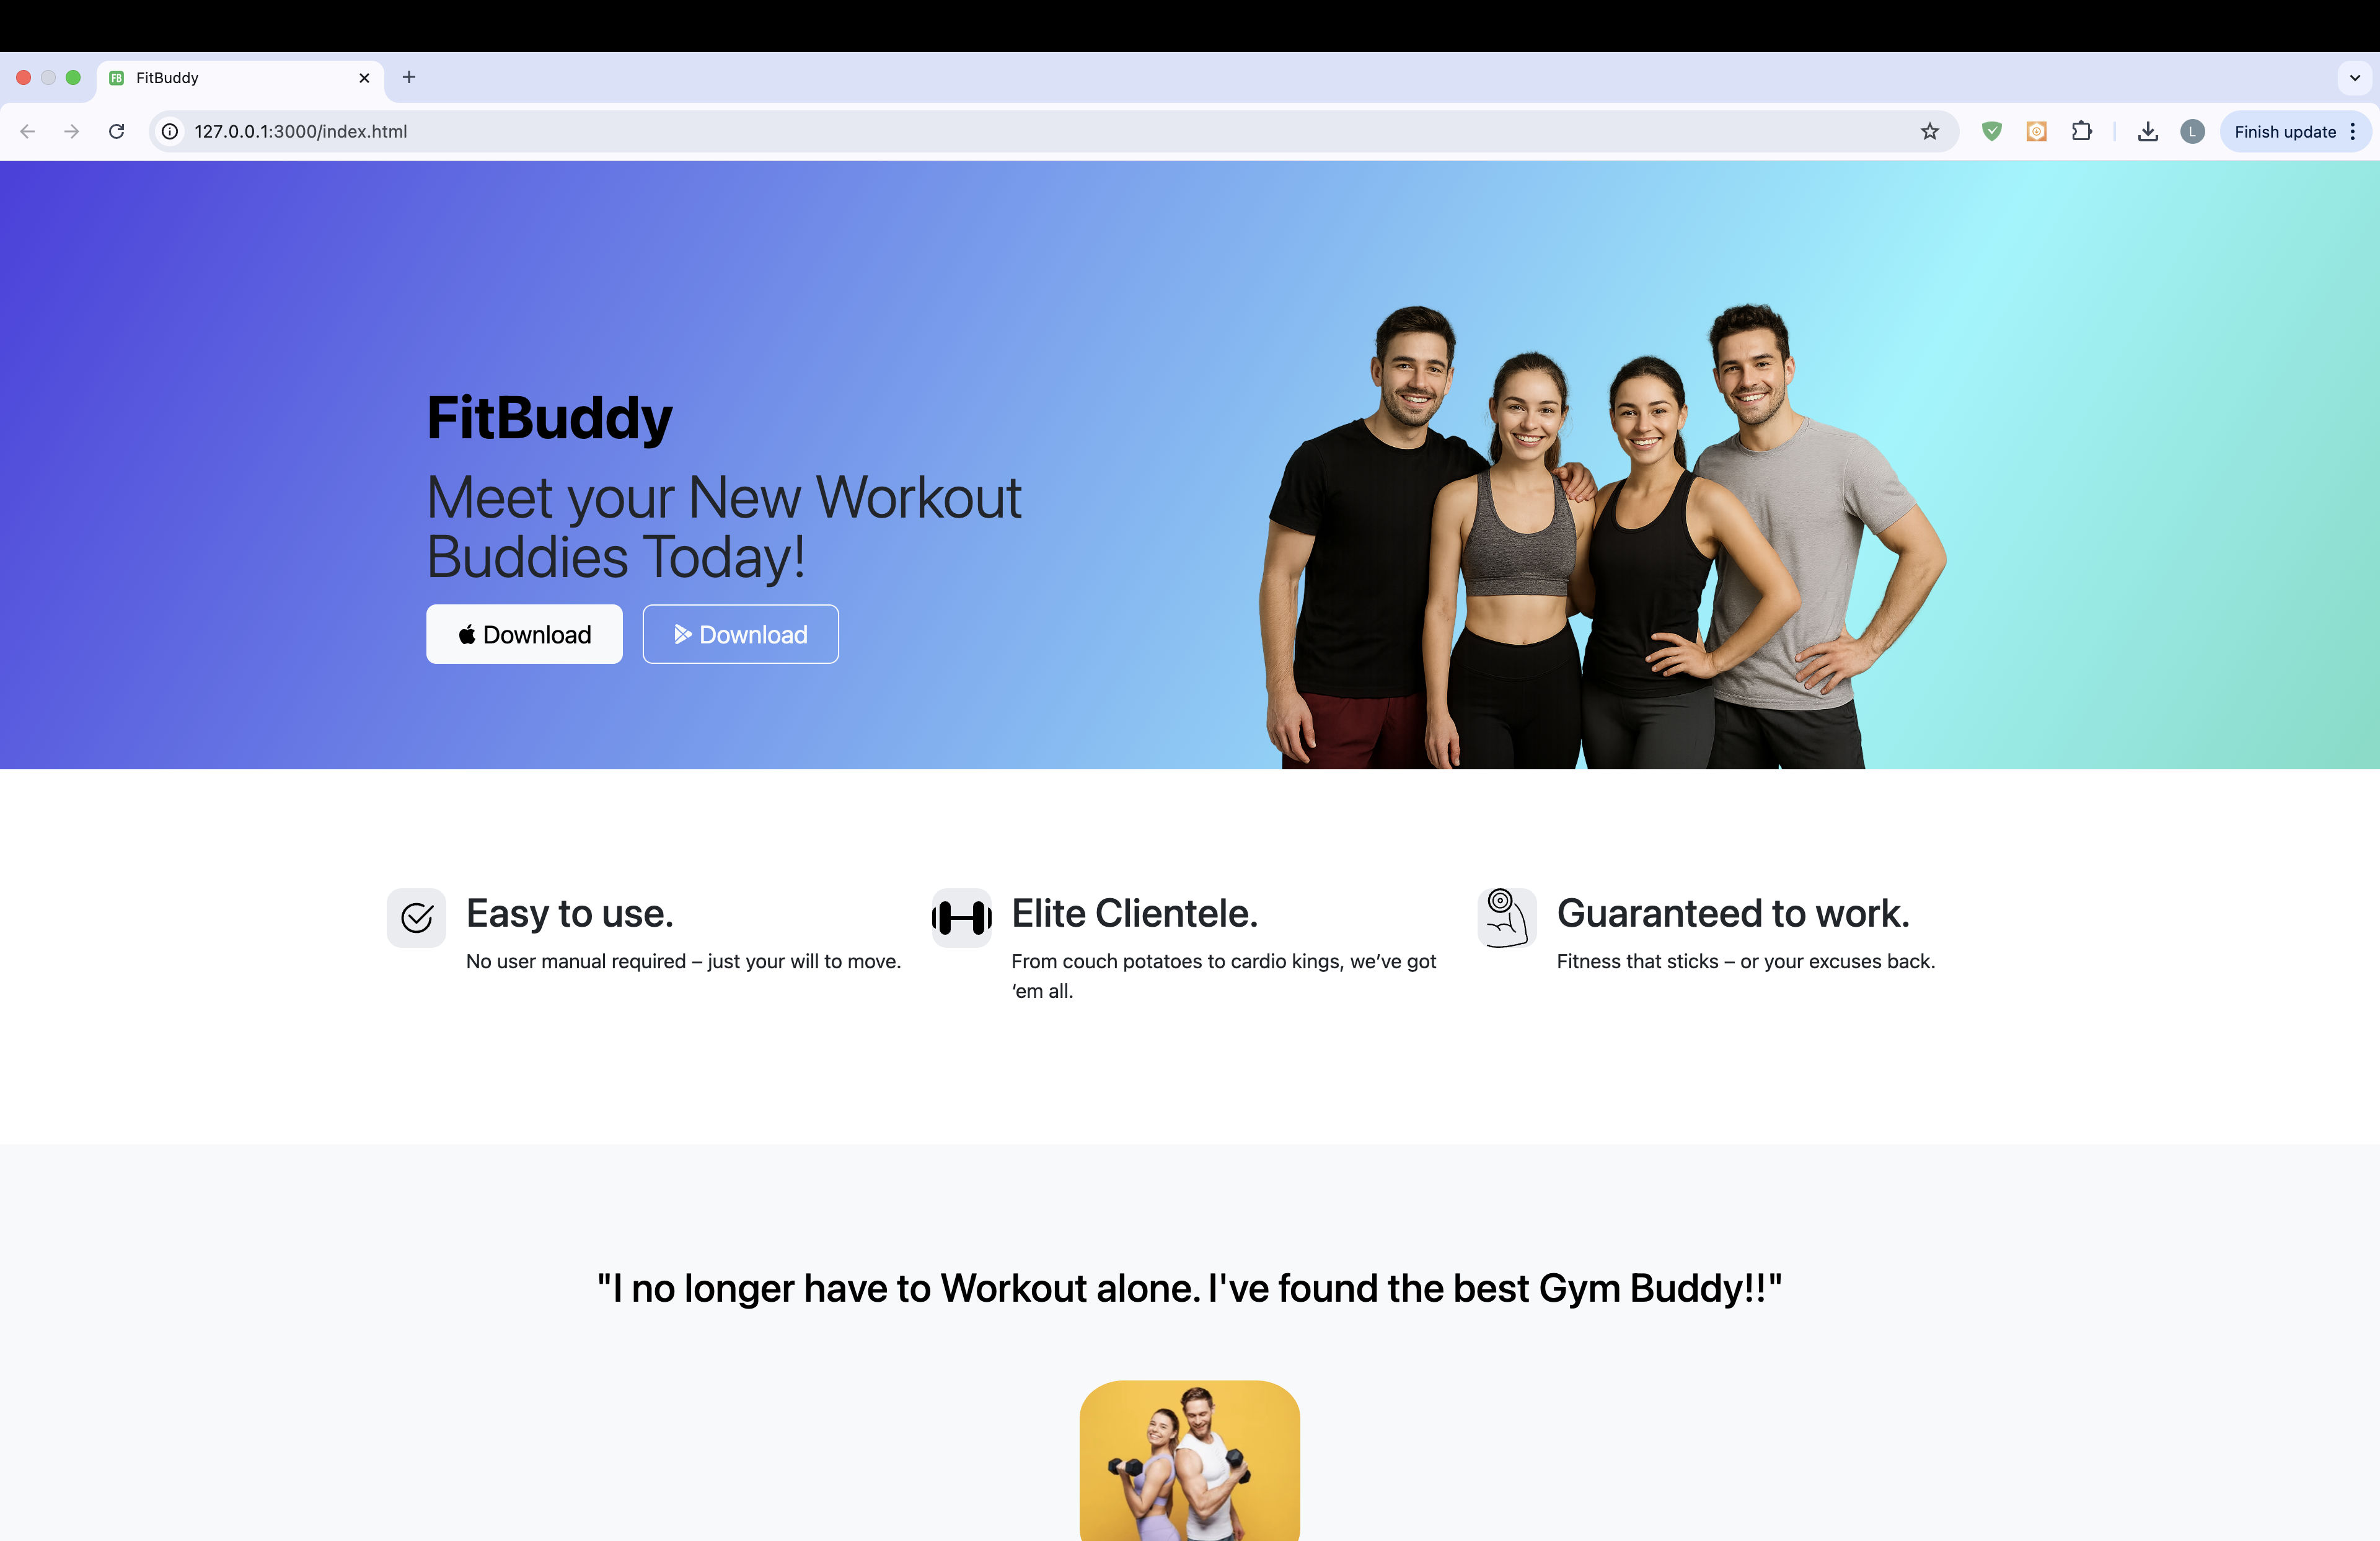 FB FitBuddy
127.0.0.1:3000/index.html
L
Finish update
FitBuddy
Meet your New Workout
Buddies Today!
Download
Download
Easy to use.
No user manual required – just your will to move.
Elite Clientele.
From couch potatoes to cardio kings, we’ve got
‘em all.
Guaranteed to work.
Fitness that sticks – or your excuses back.
"I no longer have to Workout alone. I've found the best Gym Buddy!!"